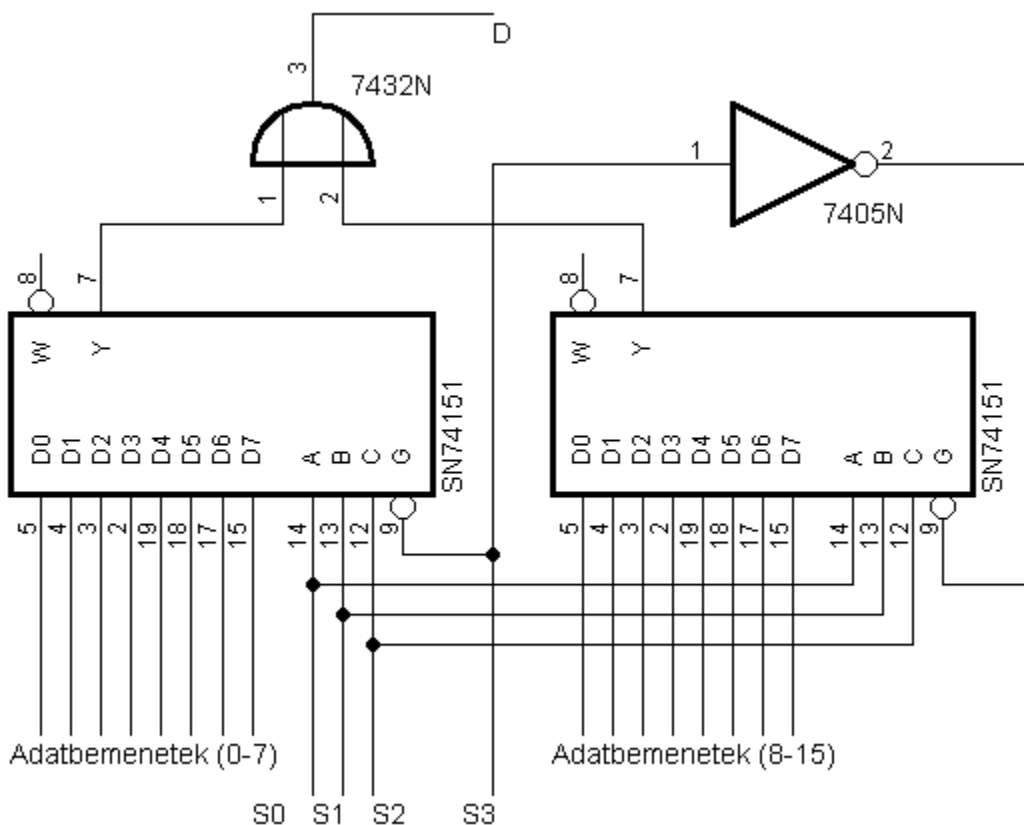 D
3
7432N
1
2
1
2
7405N
8
7
8
7
W
Y
W
Y
SN74151
SN74151
D0 D1 D2 D3 D4 D5 D6 D7 A B C G
D0 D1 D2 D3 D4 D5 D6 D7 A B C G
5 4 3 2 19 18 17 15 14 13 12 9
5 4 3 2 19 18 17 15 14 13 12 9
Adatbemenetek (0-7)
Adatbemenetek (8-15)
S0 S1 S2 S3